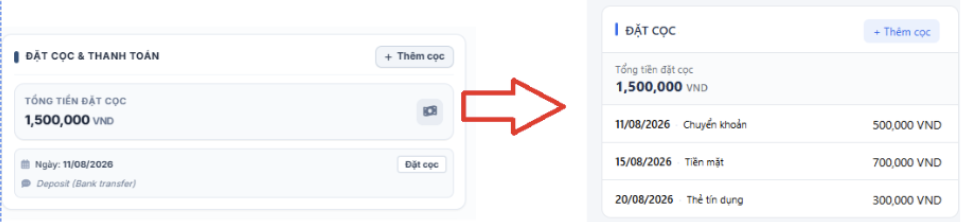 ĐẶT CỌC & THANH TOÁN
+ Thêm cọc
TỔNG TIỀN ĐẶT CỌC
1,500,000 VND
Ngày: 11/08/2026
Đặt cọc
Deposit (Bank transfer)
ĐẶT CỌC
+ Thêm cọc
Tổng tiền đặt cọc
1,500,000 VND
11/08/2026 · Chuyển khoản 500,000 VND
15/08/2026 · Tiền mặt 700,000 VND
20/08/2026 · Thẻ tín dụng 300,000 VND